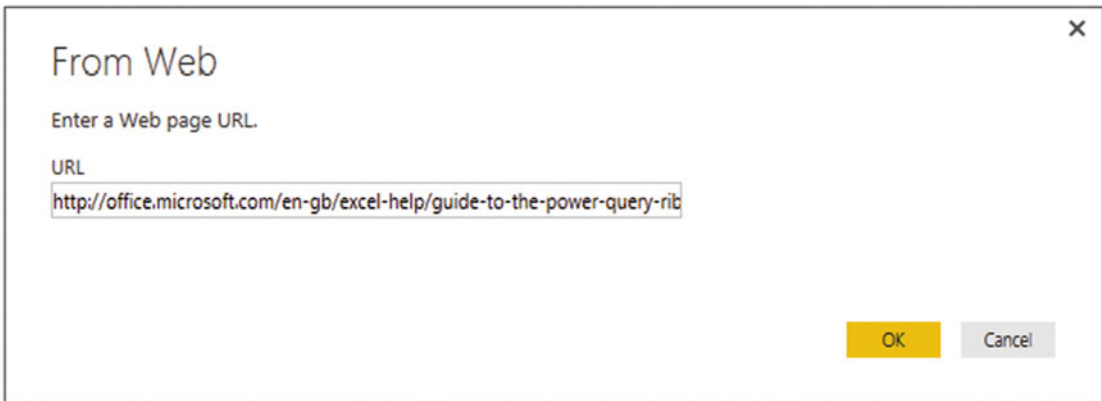 From Web
Enter a Web page URL.
URL
http://office.microsoft.com/en-gb/excel-help/guide-to-the-power-query-rib
OK Cancel